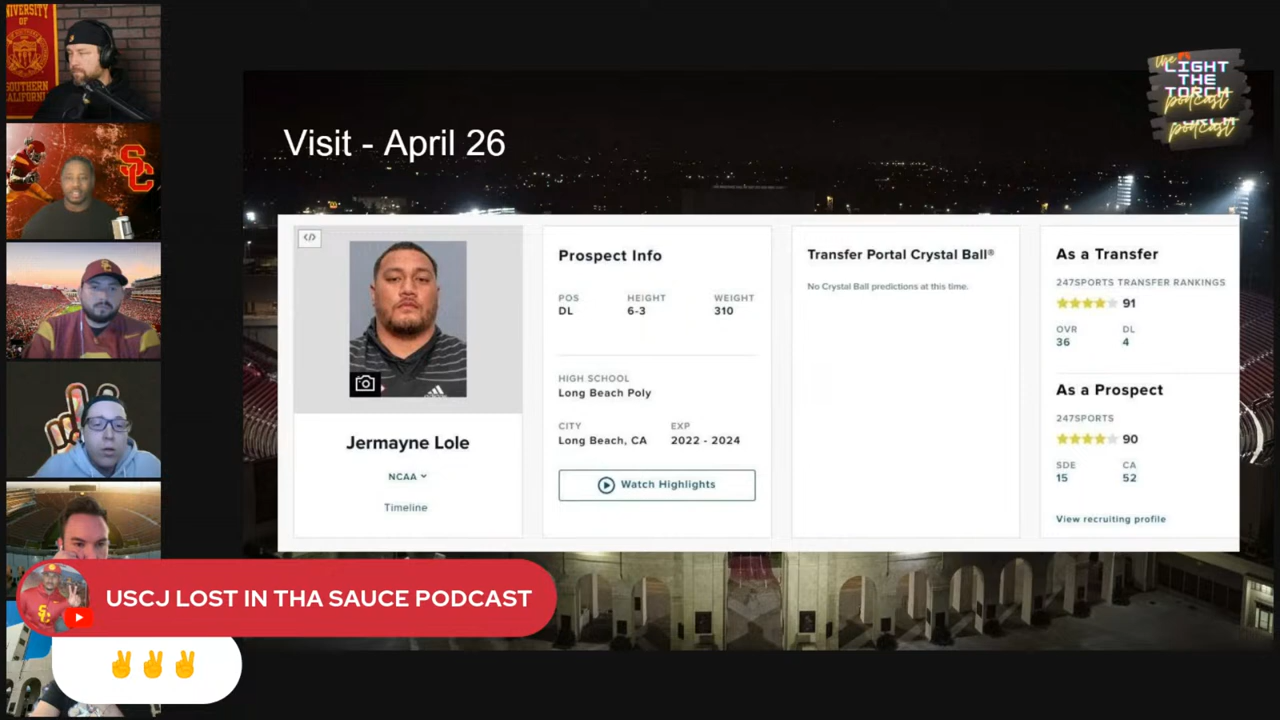 UNIVERSITY
OF
SOUTHERN
CALIFORNIA
SC
SC
the
LIGHT
THE
TORCH
podcast
podcast
Visit - April 26
</>
Jermayne Lole
NCAA
Timeline
Prospect Info
POS HEIGHT WEIGHT
DL 6-3 310
HIGH SCHOOL
Long Beach Poly
CITY EXP
Long Beach, CA 2022 - 2024
Watch Highlights
Transfer Portal Crystal Ball®
No Crystal Ball predictions at this time.
As a Transfer
247SPORTS TRANSFER RANKINGS
91
OVR DL
36 4
As a Prospect
247SPORTS
90
SDE CA
15 52
View recruiting profile
USCJ LOST IN THA SAUCE PODCAST
✌️✌️✌️